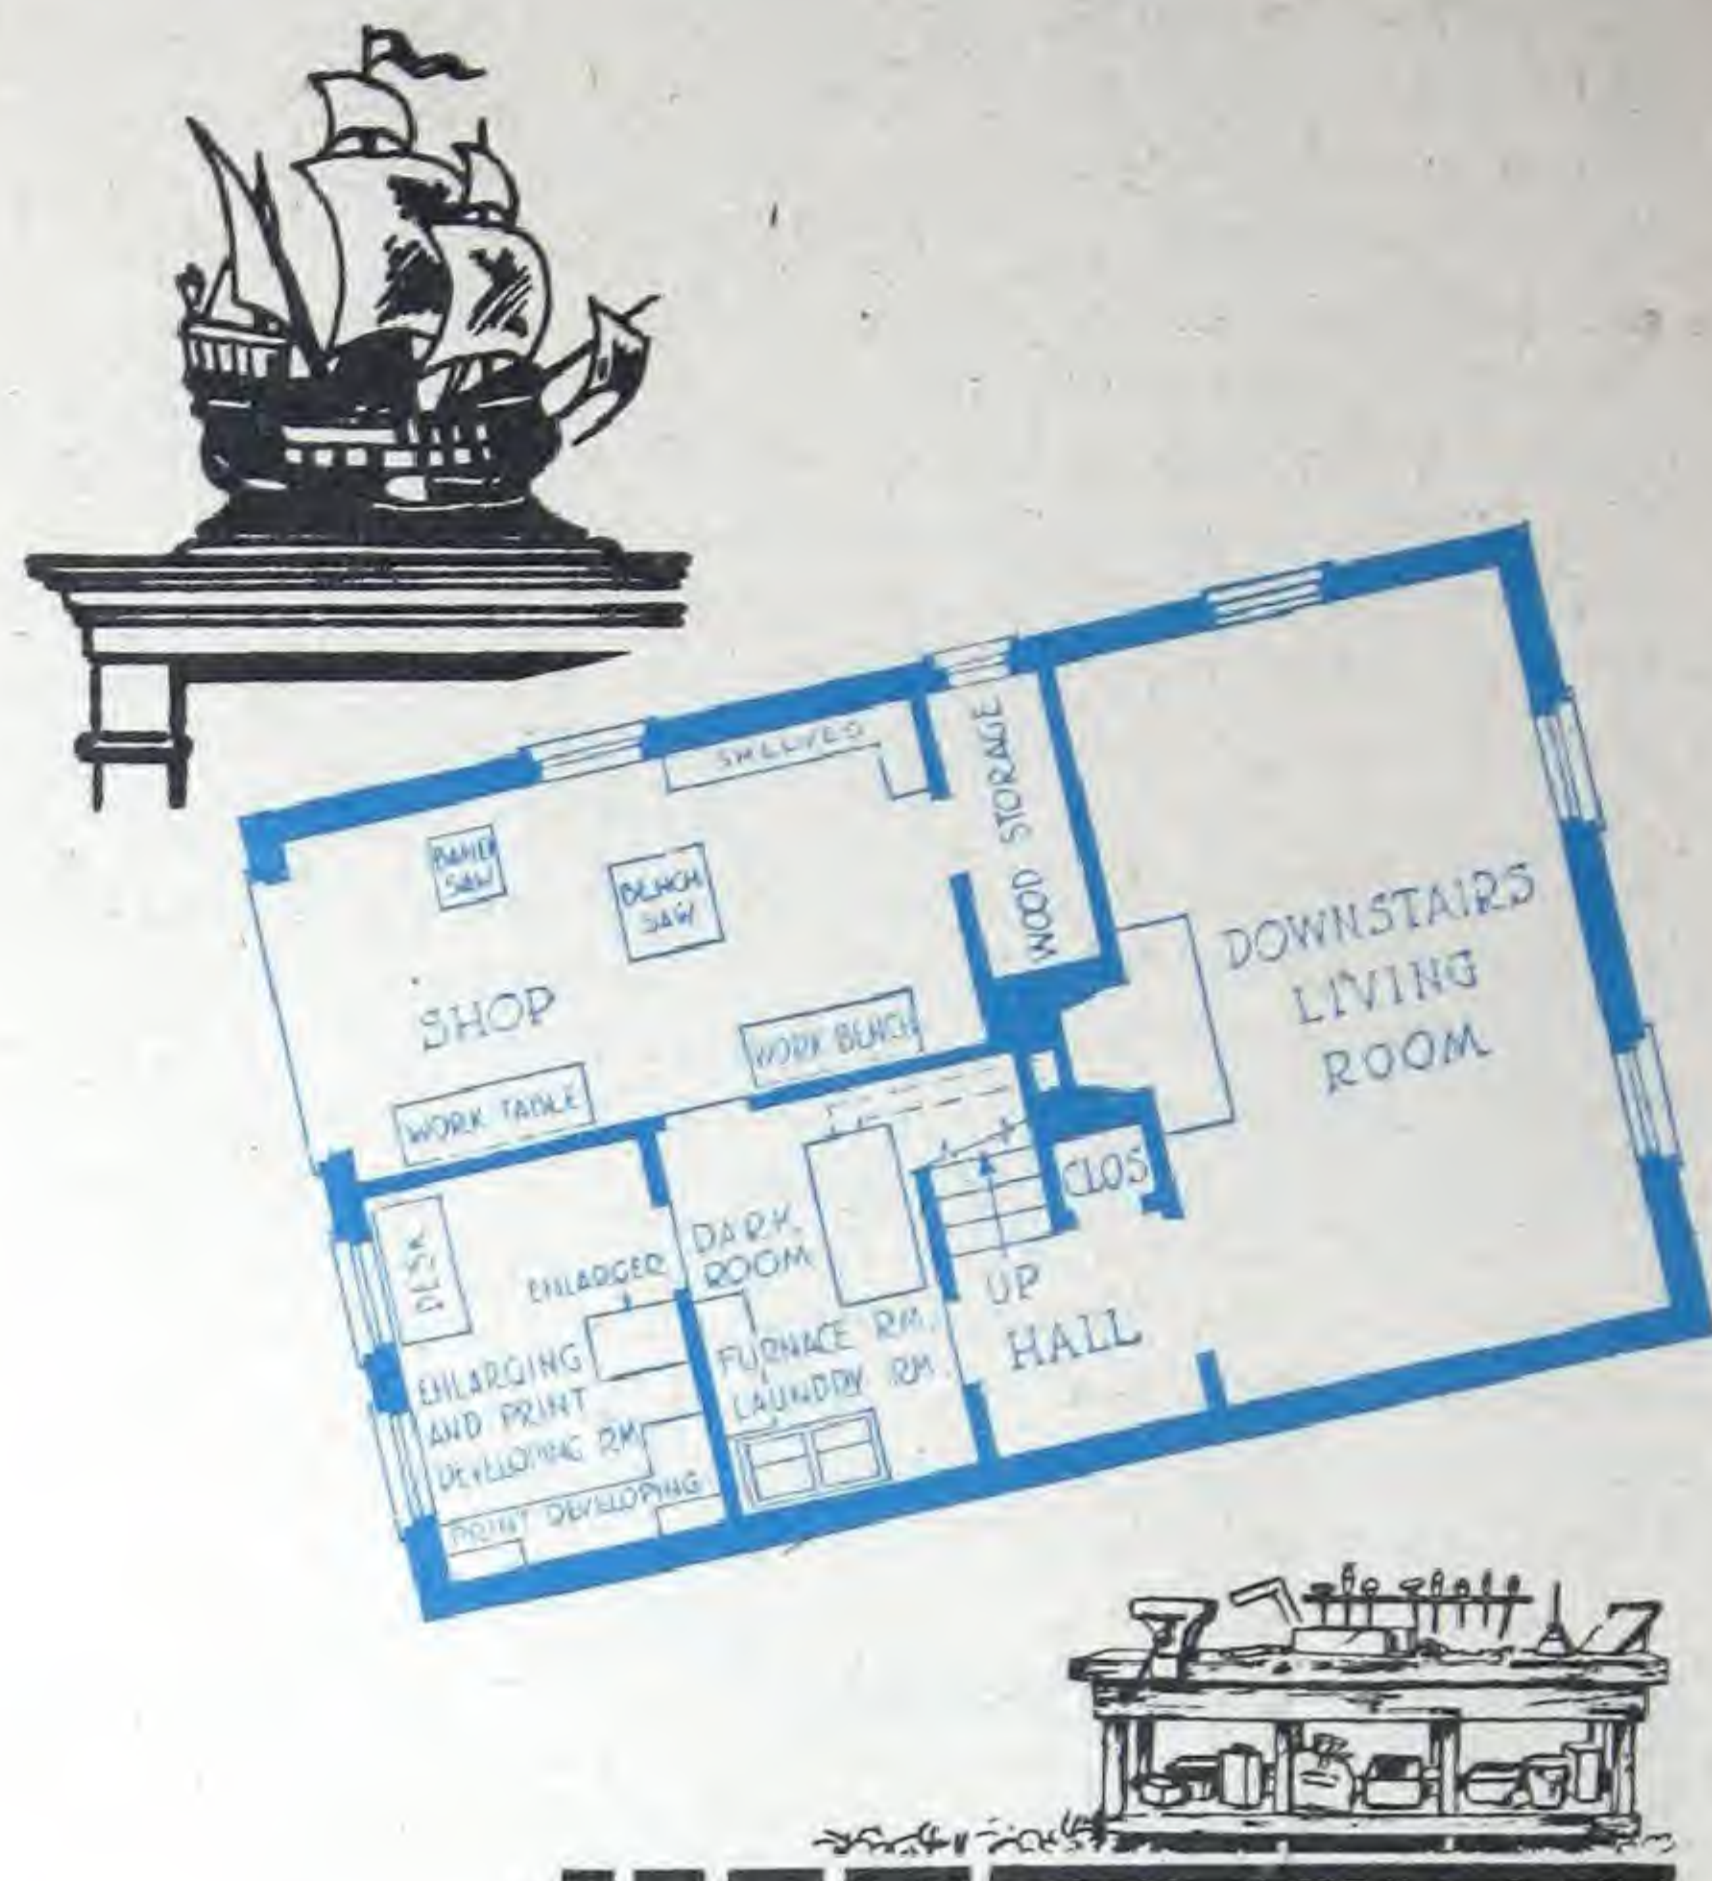 SHELVES
WOOD STORAGE
SAW
BENCH
SAW
DOWNSTAIRS
LIVING
ROOM
SHOP
WORK BENCH
WORK TABLE
CLOS
DESK
DARK
ROOM
ENLARGER
UP
HALL
FURNACE RM.
LAUNDRY RM.
ENLARGING
AND PRINT
DEVELOPING RM
PRINT DEVELOPING